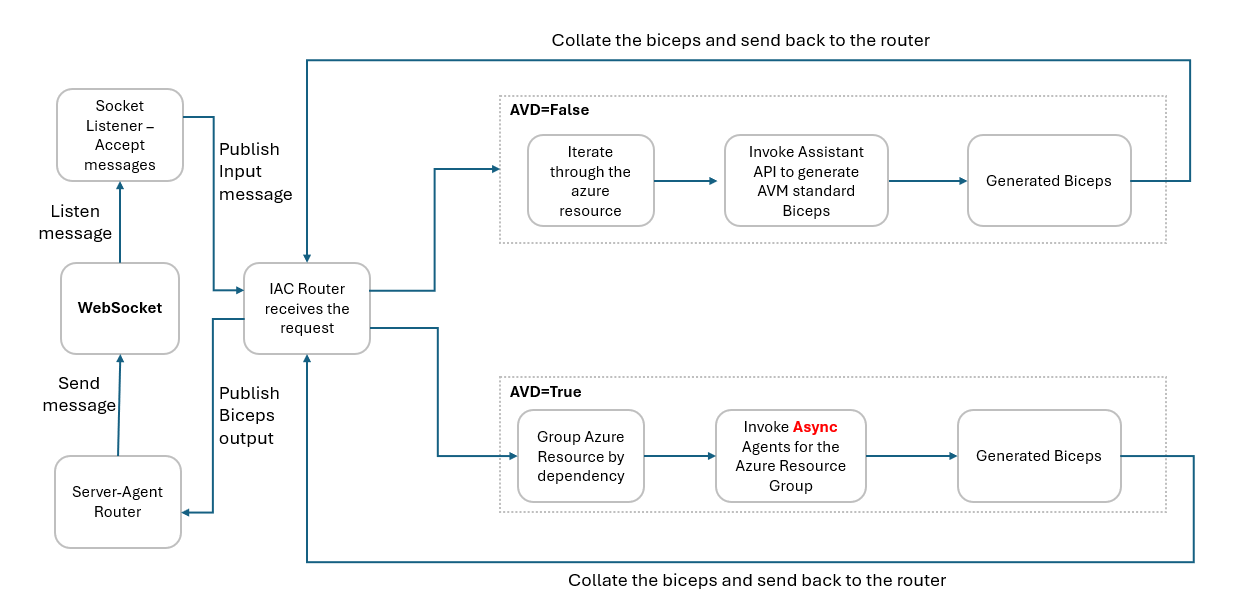 Collate the biceps and send back to the router
Socket
Listener –
Accept
messages
Publish
Input
message
Listen
message
WebSocket
Send
message
Server-Agent
Router
IAC Router
receives the
request
Publish
Biceps
output
AVD=False
Iterate
through the
azure
resource
Invoke Assistant
API to generate
AVM standard
Biceps
Generated Biceps
AVD=True
Group Azure
Resource by
dependency
Invoke Async
Agents for the
Azure Resource
Group
Generated Biceps
Collate the biceps and send back to the router